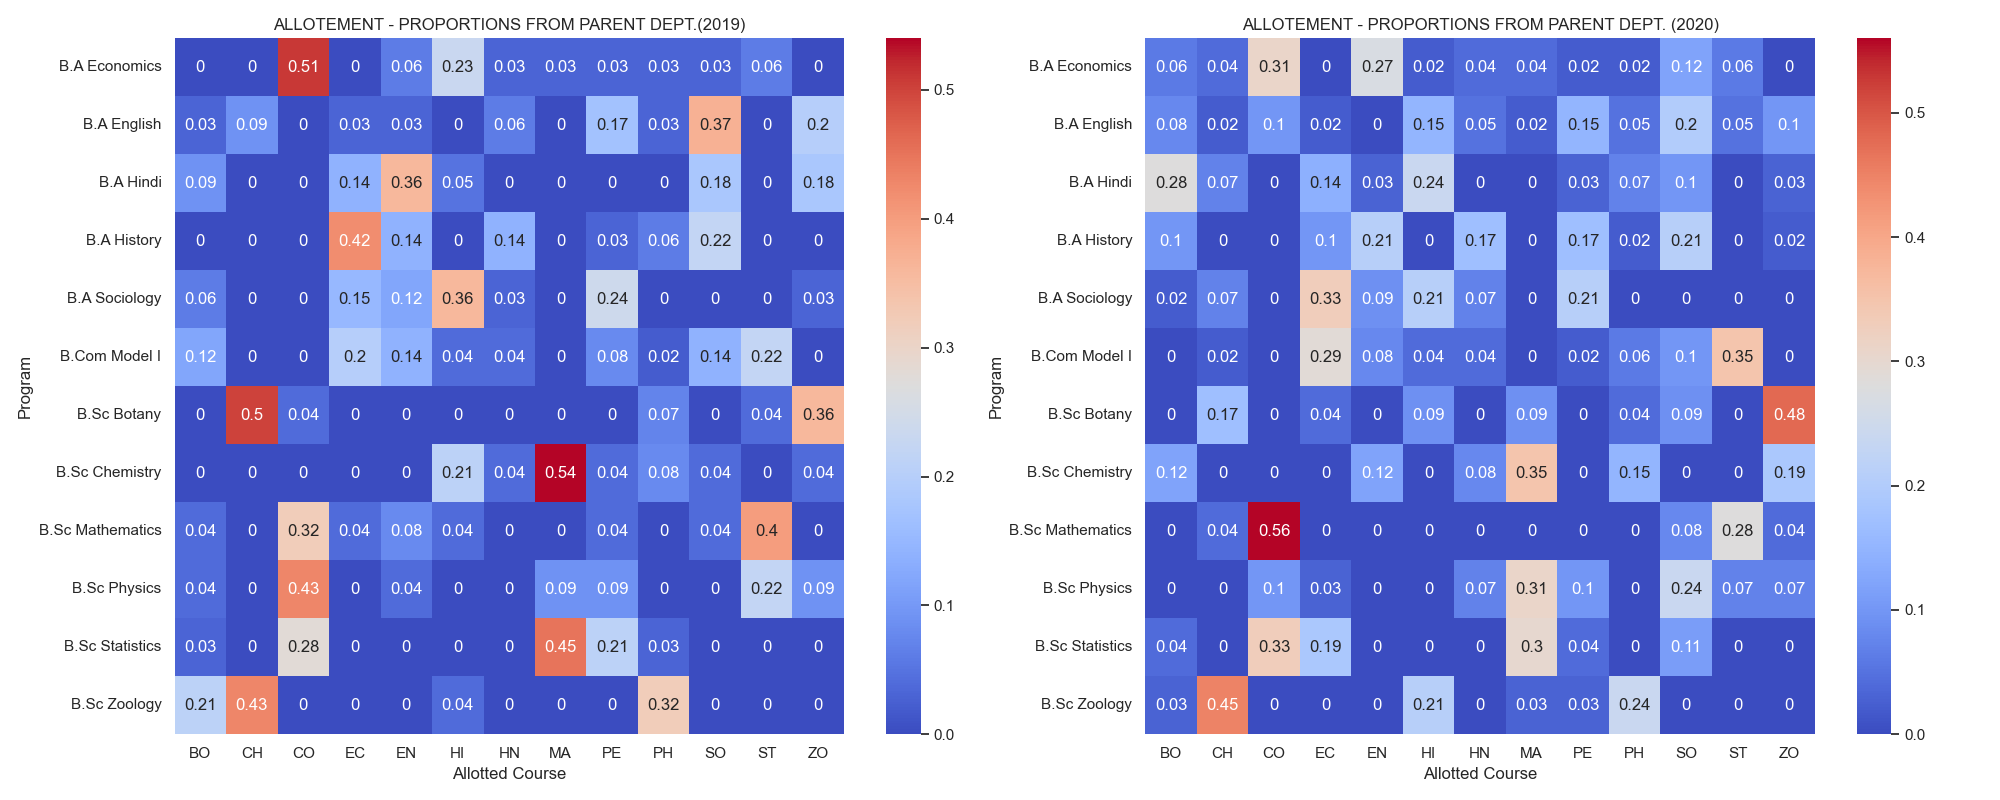 ALLOTEMENT - PROPORTIONS FROM PARENT DEPT.(2019)
B.A Economics 0 0 0.51 0 0.06 0.23 0.03 0.03 0.03 0.03 0.03 0.06 0
B.A English 0.03 0.09 0 0.03 0.03 0 0.06 0 0.17 0.03 0.37 0 0.2
B.A Hindi 0.09 0 0 0.14 0.36 0.05 0 0 0 0 0.18 0 0.18
B.A History 0 0 0 0.42 0.14 0 0.14 0 0.03 0.06 0.22 0 0
B.A Sociology 0.06 0 0 0.15 0.12 0.36 0.03 0 0.24 0 0 0 0.03
B.Com Model I 0.12 0 0 0.2 0.14 0.04 0.04 0 0.08 0.02 0.14 0.22 0
B.Sc Botany 0 0.5 0.04 0 0 0 0 0 0 0.07 0 0.04 0.36
B.Sc Chemistry 0 0 0 0 0 0.21 0.04 0.54 0.04 0.08 0.04 0 0.04
B.Sc Mathematics 0.04 0 0.32 0.04 0.08 0.04 0 0 0.04 0 0.04 0.4 0
B.Sc Physics 0.04 0 0.43 0 0.04 0 0 0.09 0.09 0 0 0.22 0.09
B.Sc Statistics 0.03 0 0.28 0 0 0 0 0.45 0.21 0.03 0 0 0
B.Sc Zoology 0.21 0.43 0 0 0 0.04 0 0 0 0.32 0 0 0
BO CH CO EC EN HI HN MA PE PH SO ST ZO
Allotted Course
Program
0.5
0.4
0.3
0.2
0.1
0.0
ALLOTEMENT - PROPORTIONS FROM PARENT DEPT. (2020)
B.A Economics 0.06 0.04 0.31 0 0.27 0.02 0.04 0.04 0.02 0.02 0.12 0.06 0
B.A English 0.08 0.02 0.1 0.02 0 0.15 0.05 0.02 0.15 0.05 0.2 0.05 0.1
B.A Hindi 0.28 0.07 0 0.14 0.03 0.24 0 0 0.03 0.07 0.1 0 0.03
B.A History 0.1 0 0 0.1 0.21 0 0.17 0 0.17 0.02 0.21 0 0.02
B.A Sociology 0.02 0.07 0 0.33 0.09 0.21 0.07 0 0.21 0 0 0 0
B.Com Model I 0 0.02 0 0.29 0.08 0.04 0.04 0 0.02 0.06 0.1 0.35 0
B.Sc Botany 0 0.17 0 0.04 0 0.09 0 0.09 0 0.04 0.09 0 0.48
B.Sc Chemistry 0.12 0 0 0 0.12 0 0.08 0.35 0 0.15 0 0 0.19
B.Sc Mathematics 0 0.04 0.56 0 0 0 0 0 0 0 0.08 0.28 0.04
B.Sc Physics 0 0 0.1 0.03 0 0 0.07 0.31 0.1 0 0.24 0.07 0.07
B.Sc Statistics 0.04 0 0.33 0.19 0 0 0 0.3 0.04 0 0.11 0 0
B.Sc Zoology 0.03 0.45 0 0 0 0.21 0 0.03 0.03 0.24 0 0 0
BO CH CO EC EN HI HN MA PE PH SO ST ZO
Allotted Course
Program
0.5
0.4
0.3
0.2
0.1
0.0